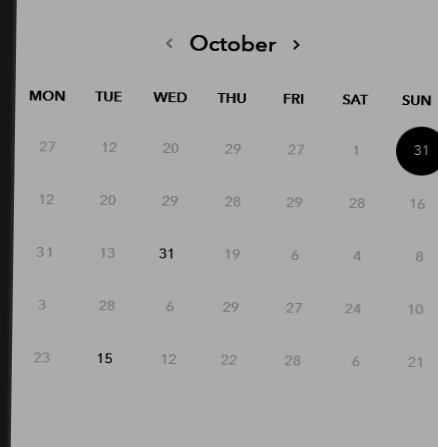 ‹ October ›
MON TUE WED THU FRI SAT SUN
27 12 20 29 27 1 31
12 20 29 28 29 28 16
31 13 31 19 6 4 8
3 28 6 29 27 24 10
23 15 12 22 28 6 21